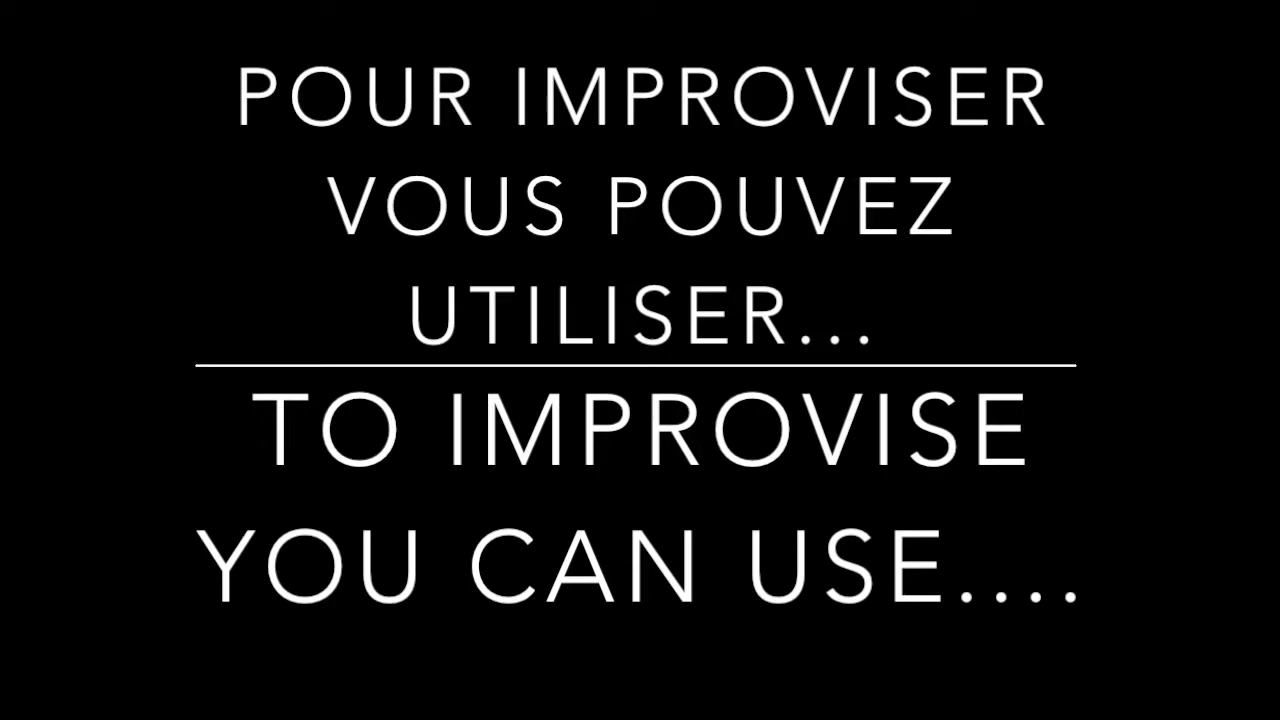 POUR IMPROVISER
VOUS POUVEZ
UTILISER...
TO IMPROVISE
YOU CAN USE....